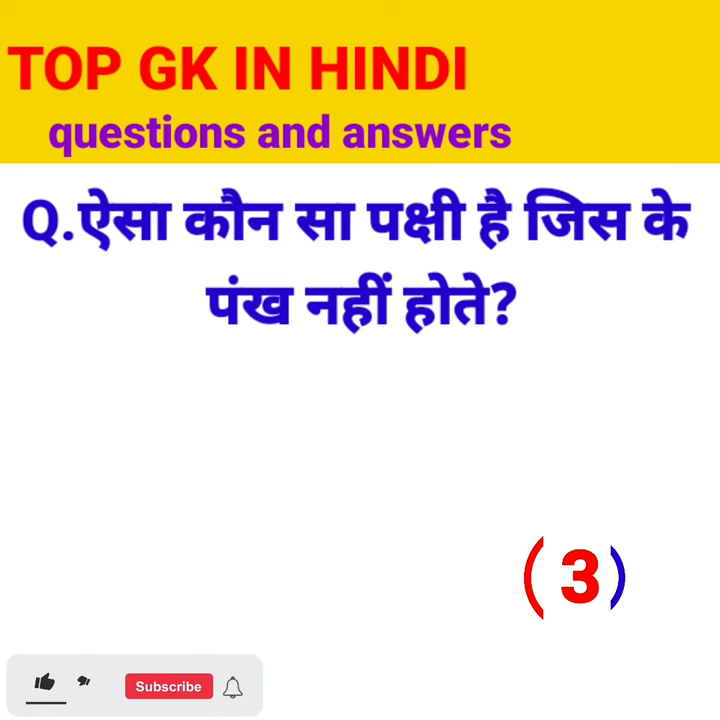 TOP GK IN HINDI
questions and answers
Q.ऐसा कौन सा पक्षी है जिस के
पंख नहीं होते?
(3)
Subscribe